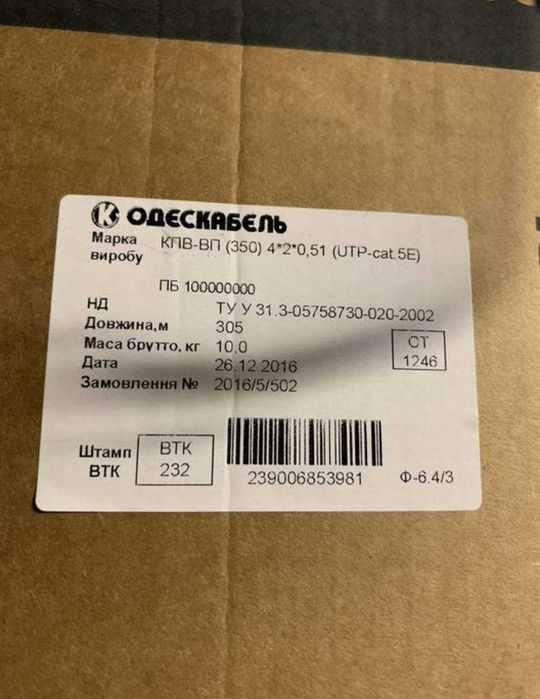 ОДЕСКАБЕЛЬ
Марка виробу КПВ-ВП (350) 4*2*0,51 (UTP-cat.5E)
ПБ 100000000
НД ТУ У 31.3-05758730-020-2002
Довжина,м 305
Маса брутто, кг 10,0
Дата 26.12.2016
Замовлення № 2016/5/502
СТ
1246
Штамп ВТК
ВТК
232
239006853981
Ф-6.4/3